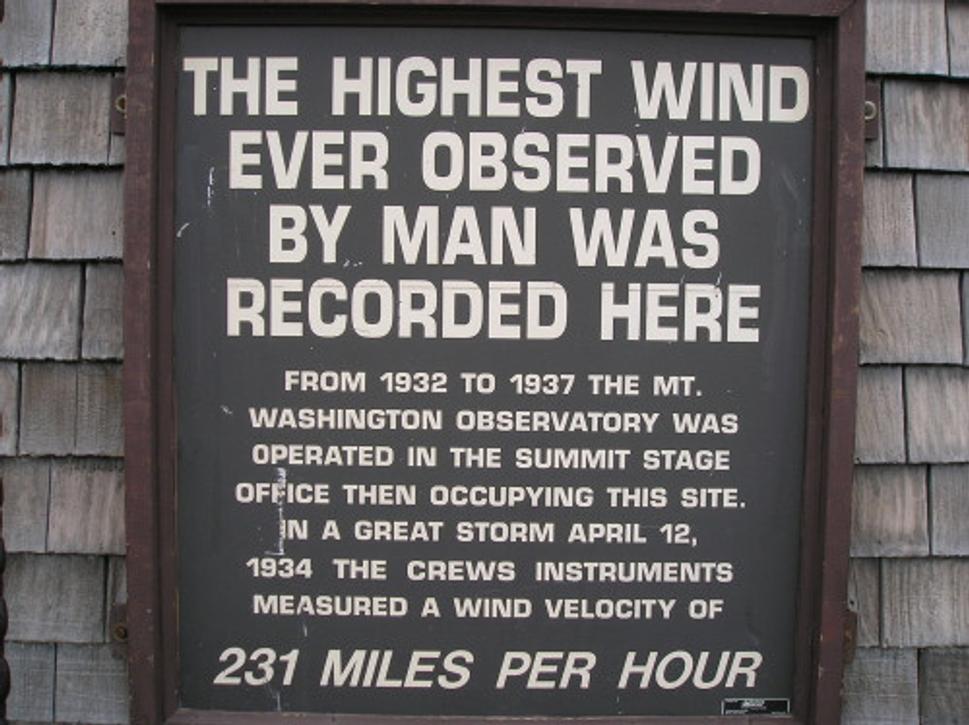 THE HIGHEST WIND
EVER OBSERVED
BY MAN WAS
RECORDED HERE
FROM 1932 TO 1937 THE MT.
WASHINGTON OBSERVATORY WAS
OPERATED IN THE SUMMIT STAGE
OFFICE THEN OCCUPYING THIS SITE.
IN A GREAT STORM APRIL 12,
1934 THE CREWS INSTRUMENTS
MEASURED A WIND VELOCITY OF
231 MILES PER HOUR